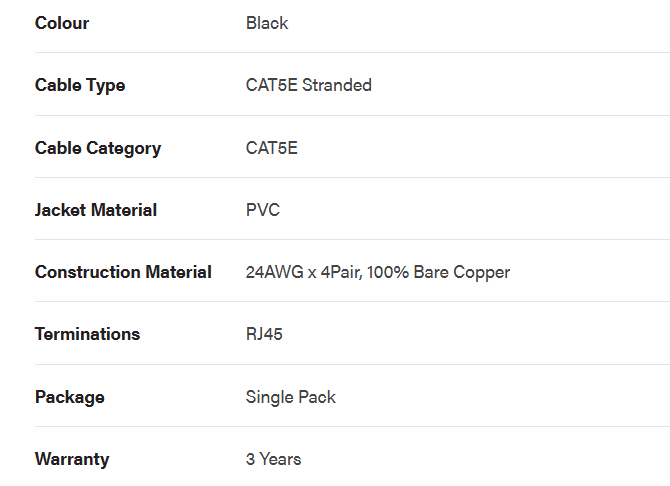 Colour Black
Cable Type CAT5E Stranded
Cable Category CAT5E
Jacket Material PVC
Construction Material 24AWG x 4Pair, 100% Bare Copper
Terminations RJ45
Package Single Pack
Warranty 3 Years